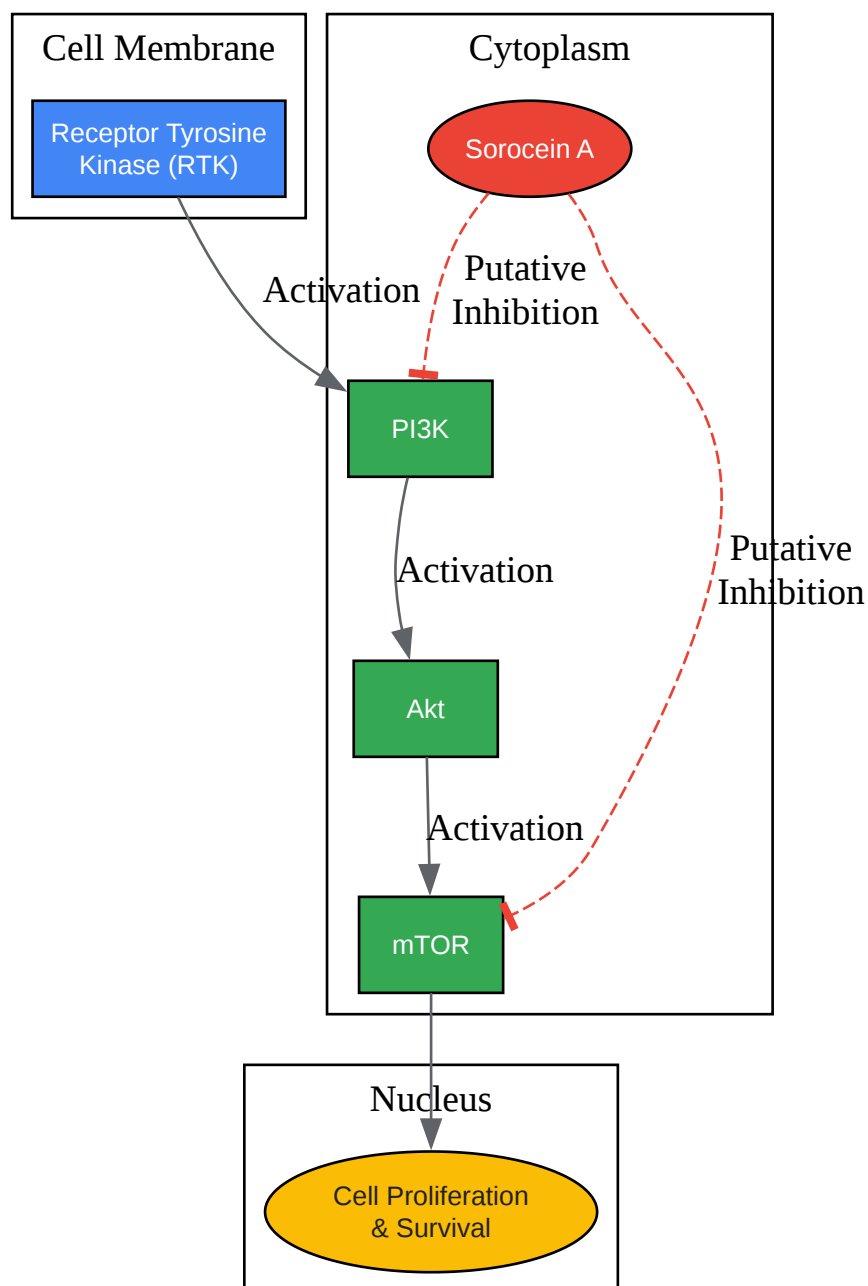 Cell Membrane
Receptor Tyrosine
Kinase (RTK)
Cytoplasm
Sorocein A
Activation
Putative
Inhibition
PI3K
Activation
Putative
Inhibition
Akt
Activation
mTOR
Nucleus
Cell Proliferation
& Survival